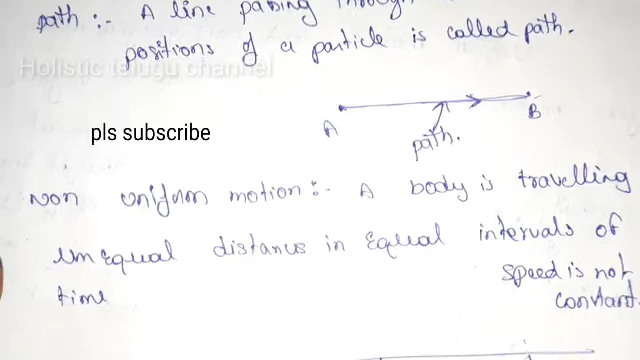 path :- A line passing through
positions of a particle is called path.
Holistic telugu channel
pls subscribe
A
B
path.
Non uniform motion:- A body is travelling
unEqual distance in Equal intervals of
time
speed is not
constant.